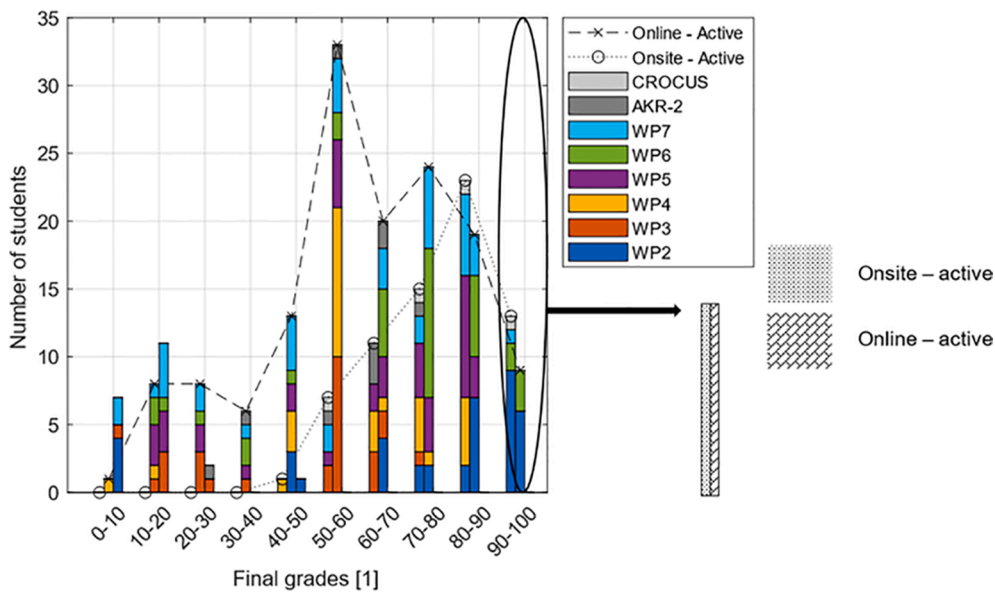 35
30
25
20
15
10
5
0
Number of students
0-10
10-20
20-30
30-40
40-50
50-60
60-70
70-80
80-90
90-100
Final grades [1]
Online - Active
Onsite - Active
CROCUS
AKR-2
WP7
WP6
WP5
WP4
WP3
WP2
Onsite – active
Online – active